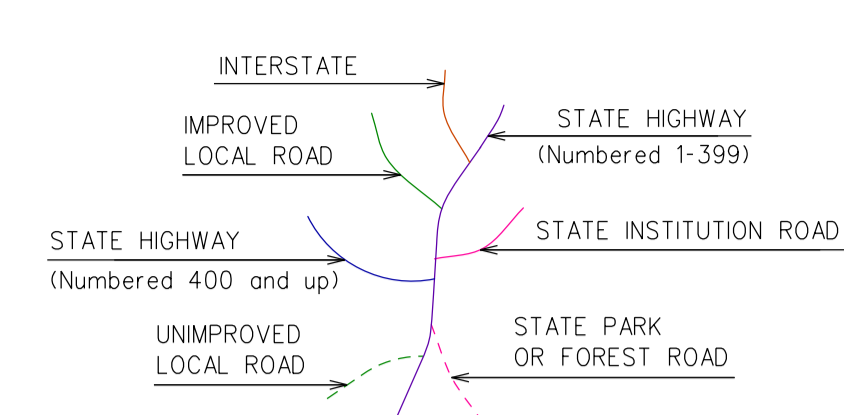 INTERSTATE
IMPROVED
LOCAL ROAD
STATE HIGHWAY
(Numbered 1-399)
STATE HIGHWAY
(Numbered 400 and up)
STATE INSTITUTION ROAD
UNIMPROVED
LOCAL ROAD
STATE PARK
OR FOREST ROAD